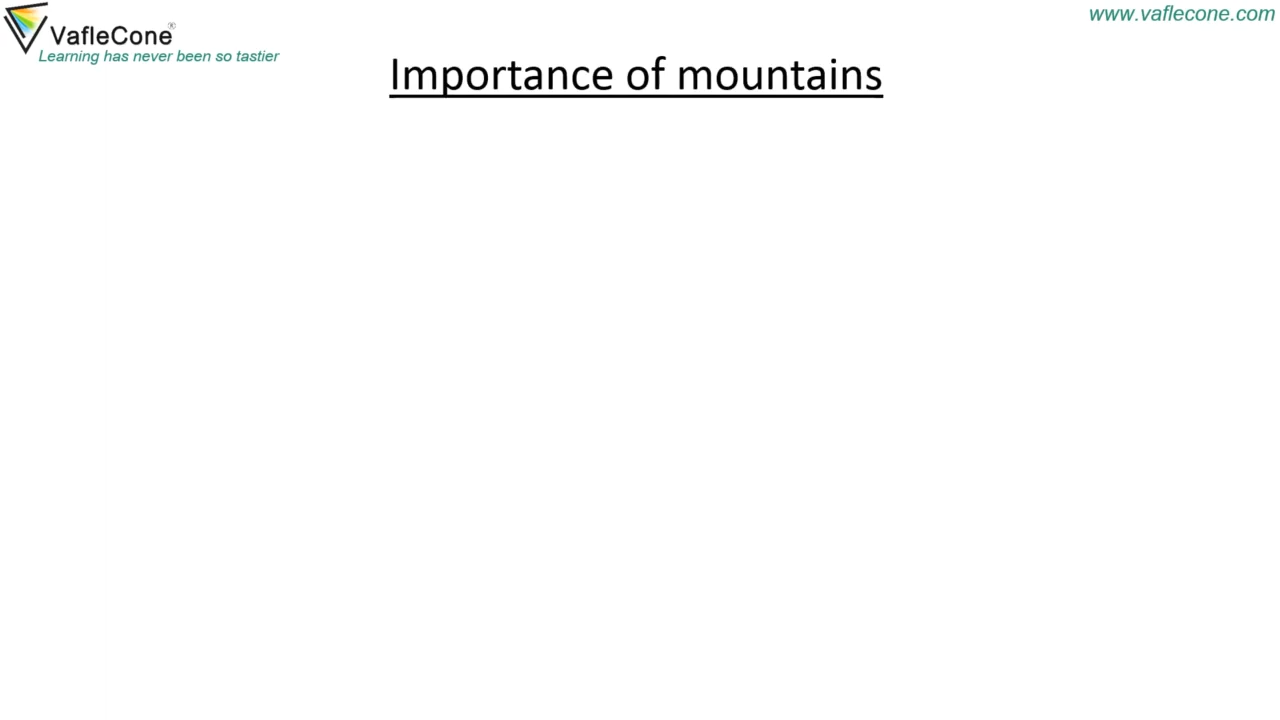 VafleCone®
Learning has never been so tastier
www.vaflecone.com
Importance of mountains